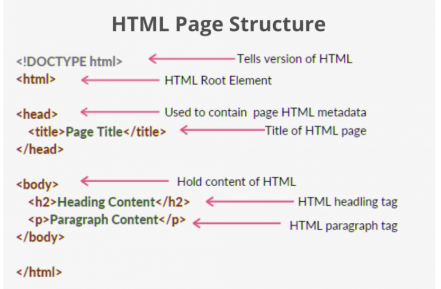 HTML Page Structure
<!DOCTYPE html> Tells version of HTML
<html> HTML Root Element
<head> Used to contain page HTML metadata
<title>Page Title</title> Title of HTML page
</head>
<body> Hold content of HTML
<h2>Heading Content</h2> HTML headling tag
<p>Paragraph Content</p> HTML paragraph tag
</body>
</html>